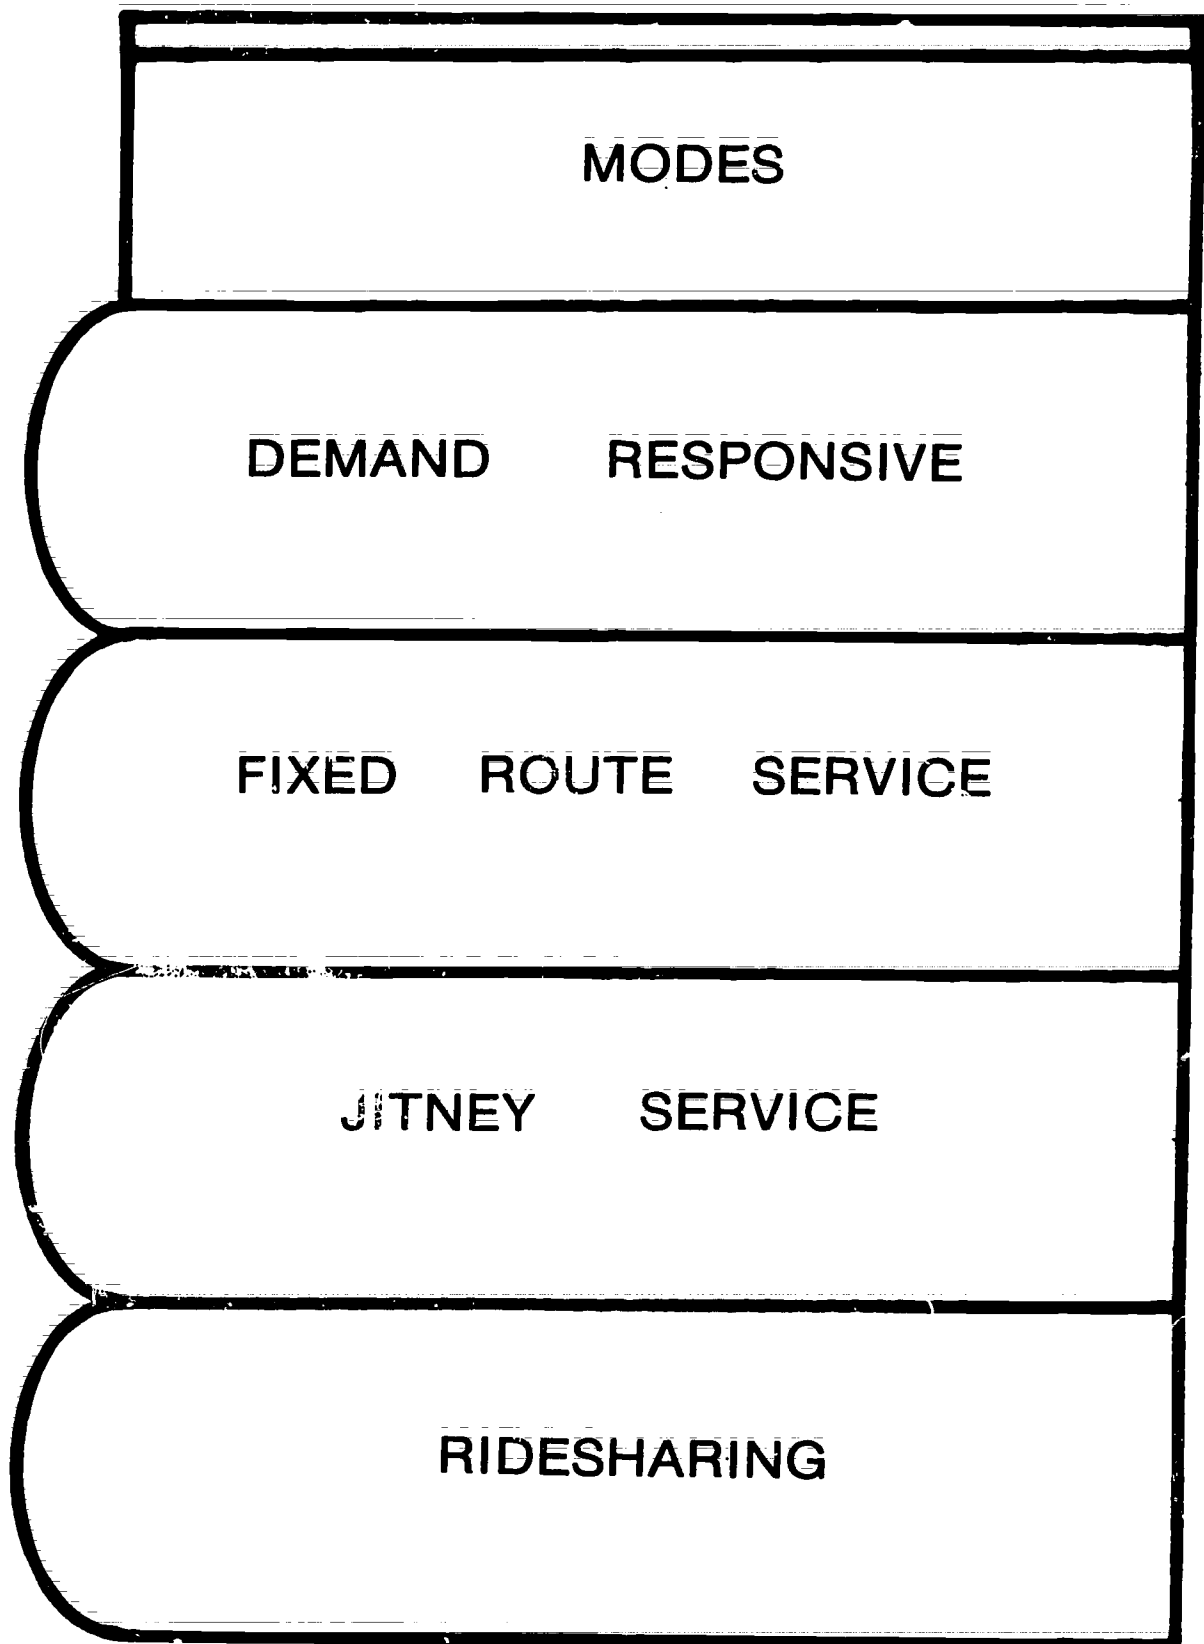 MODES
DEMAND RESPONSIVE
FIXED ROUTE SERVICE
JITNEY SERVICE
RIDESHARING